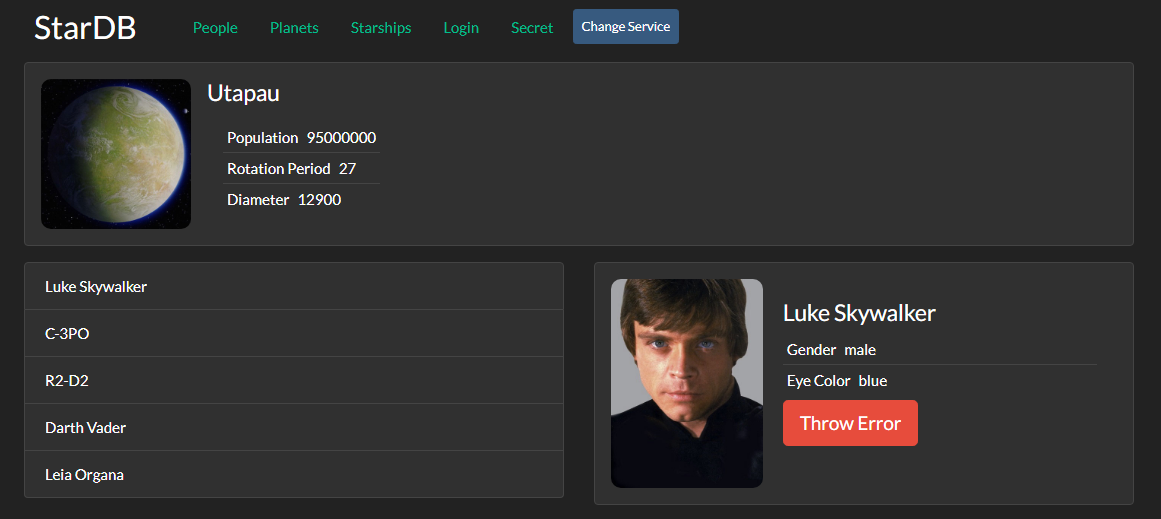 StarDB People Planets Starships Login Secret Change Service
Utapau
Population 95000000
Rotation Period 27
Diameter 12900
Luke Skywalker
C-3PO
R2-D2
Darth Vader
Leia Organa
Luke Skywalker
Gender male
Eye Color blue
Throw Error